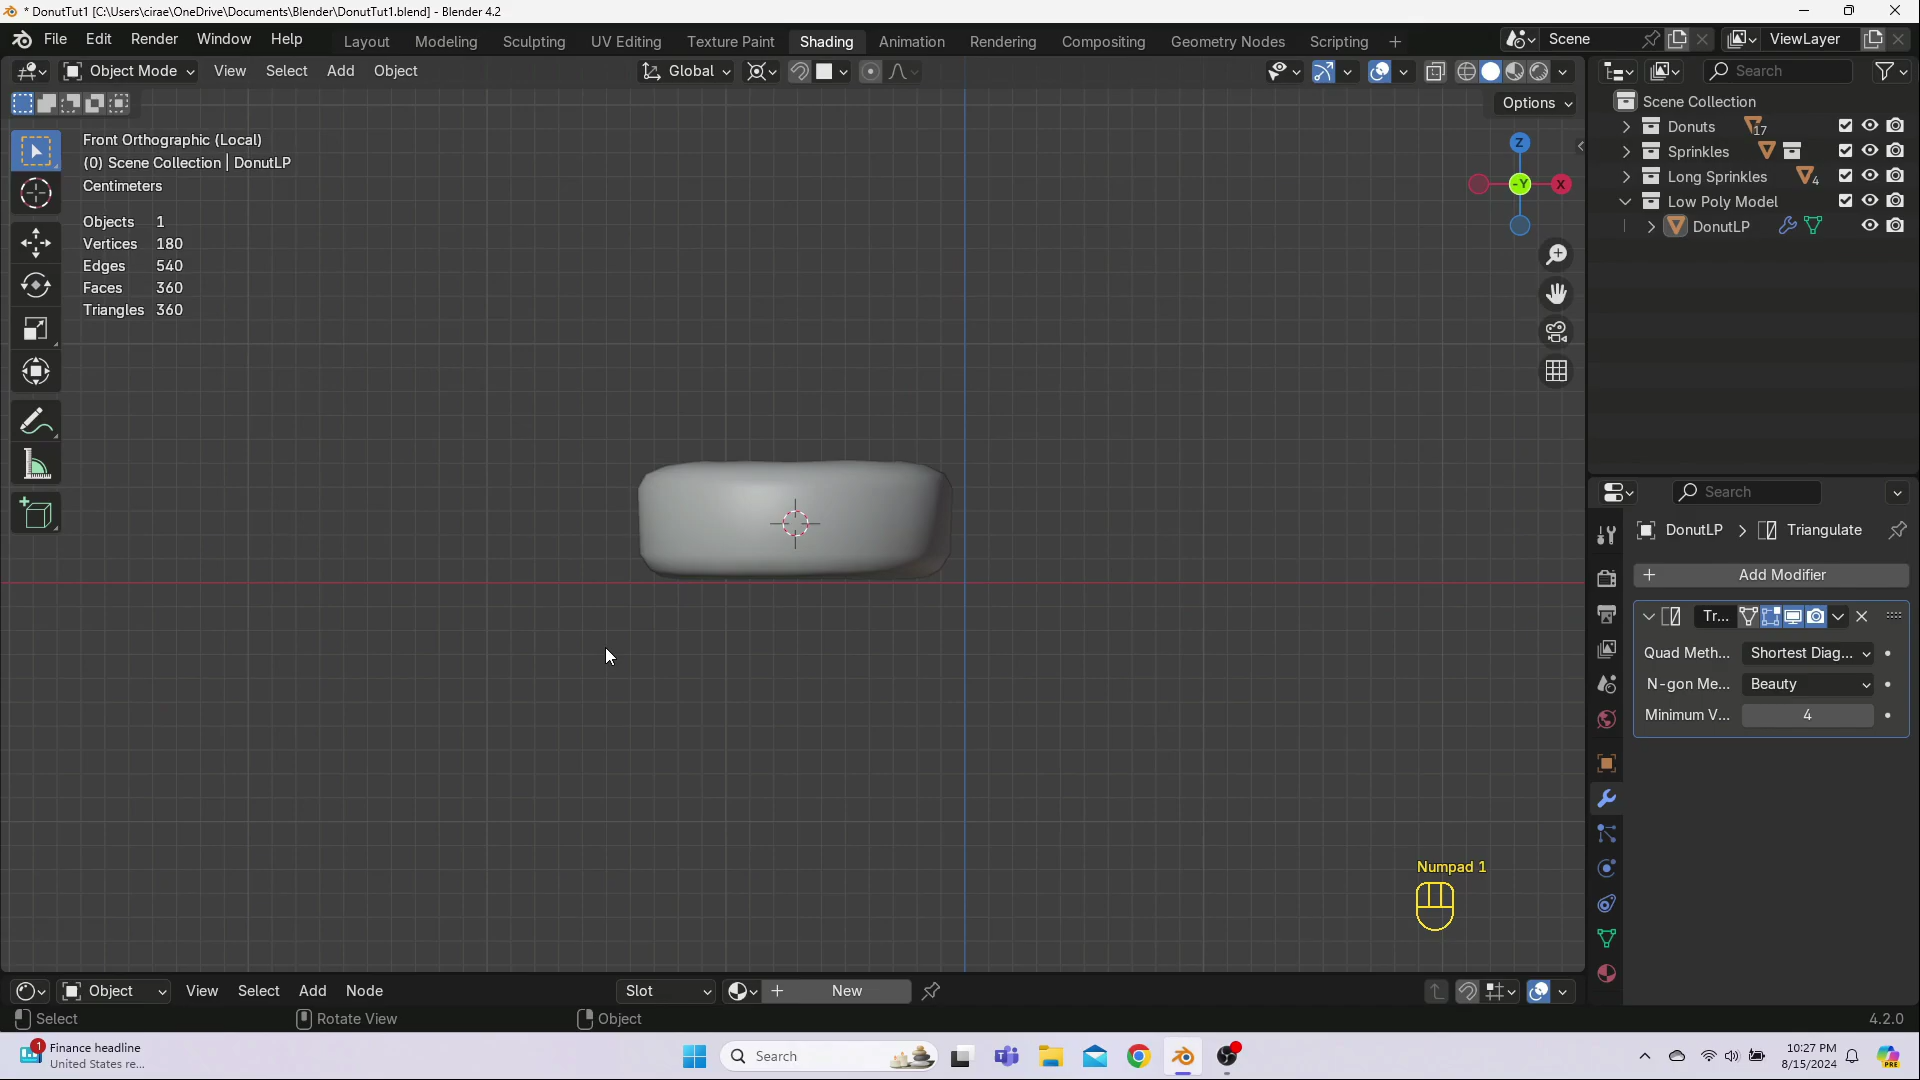 * DonutTut1 [C:\Users\cirae\OneDrive\Documents\Blender\DonutTut1.blend] - Blender 4.2
File Edit Render Window Help Layout Modeling Sculpting UV Editing Texture Paint Shading Animation Rendering Compositing Geometry Nodes Scripting + Scene ViewLayer
Object Mode View Select Add Object Global Search
Options
Front Orthographic (Local)
(0) Scene Collection | DonutLP
Centimeters
Objects 1
Vertices 180
Edges 540
Faces 360
Triangles 360
Z
-Y
X
Scene Collection
Donuts 17
Sprinkles
Long Sprinkles 4
Low Poly Model
DonutLP
Search
DonutLP > Triangulate
+ Add Modifier
Tr...
Quad Meth... Shortest Diag...
N-gon Me... Beauty
Minimum V... 4
Numpad 1
Object View Select Add Node Slot + New
Select Rotate View Object 4.2.0
1 Finance headline
United States re...
Search
PRE
10:27 PM
8/15/2024